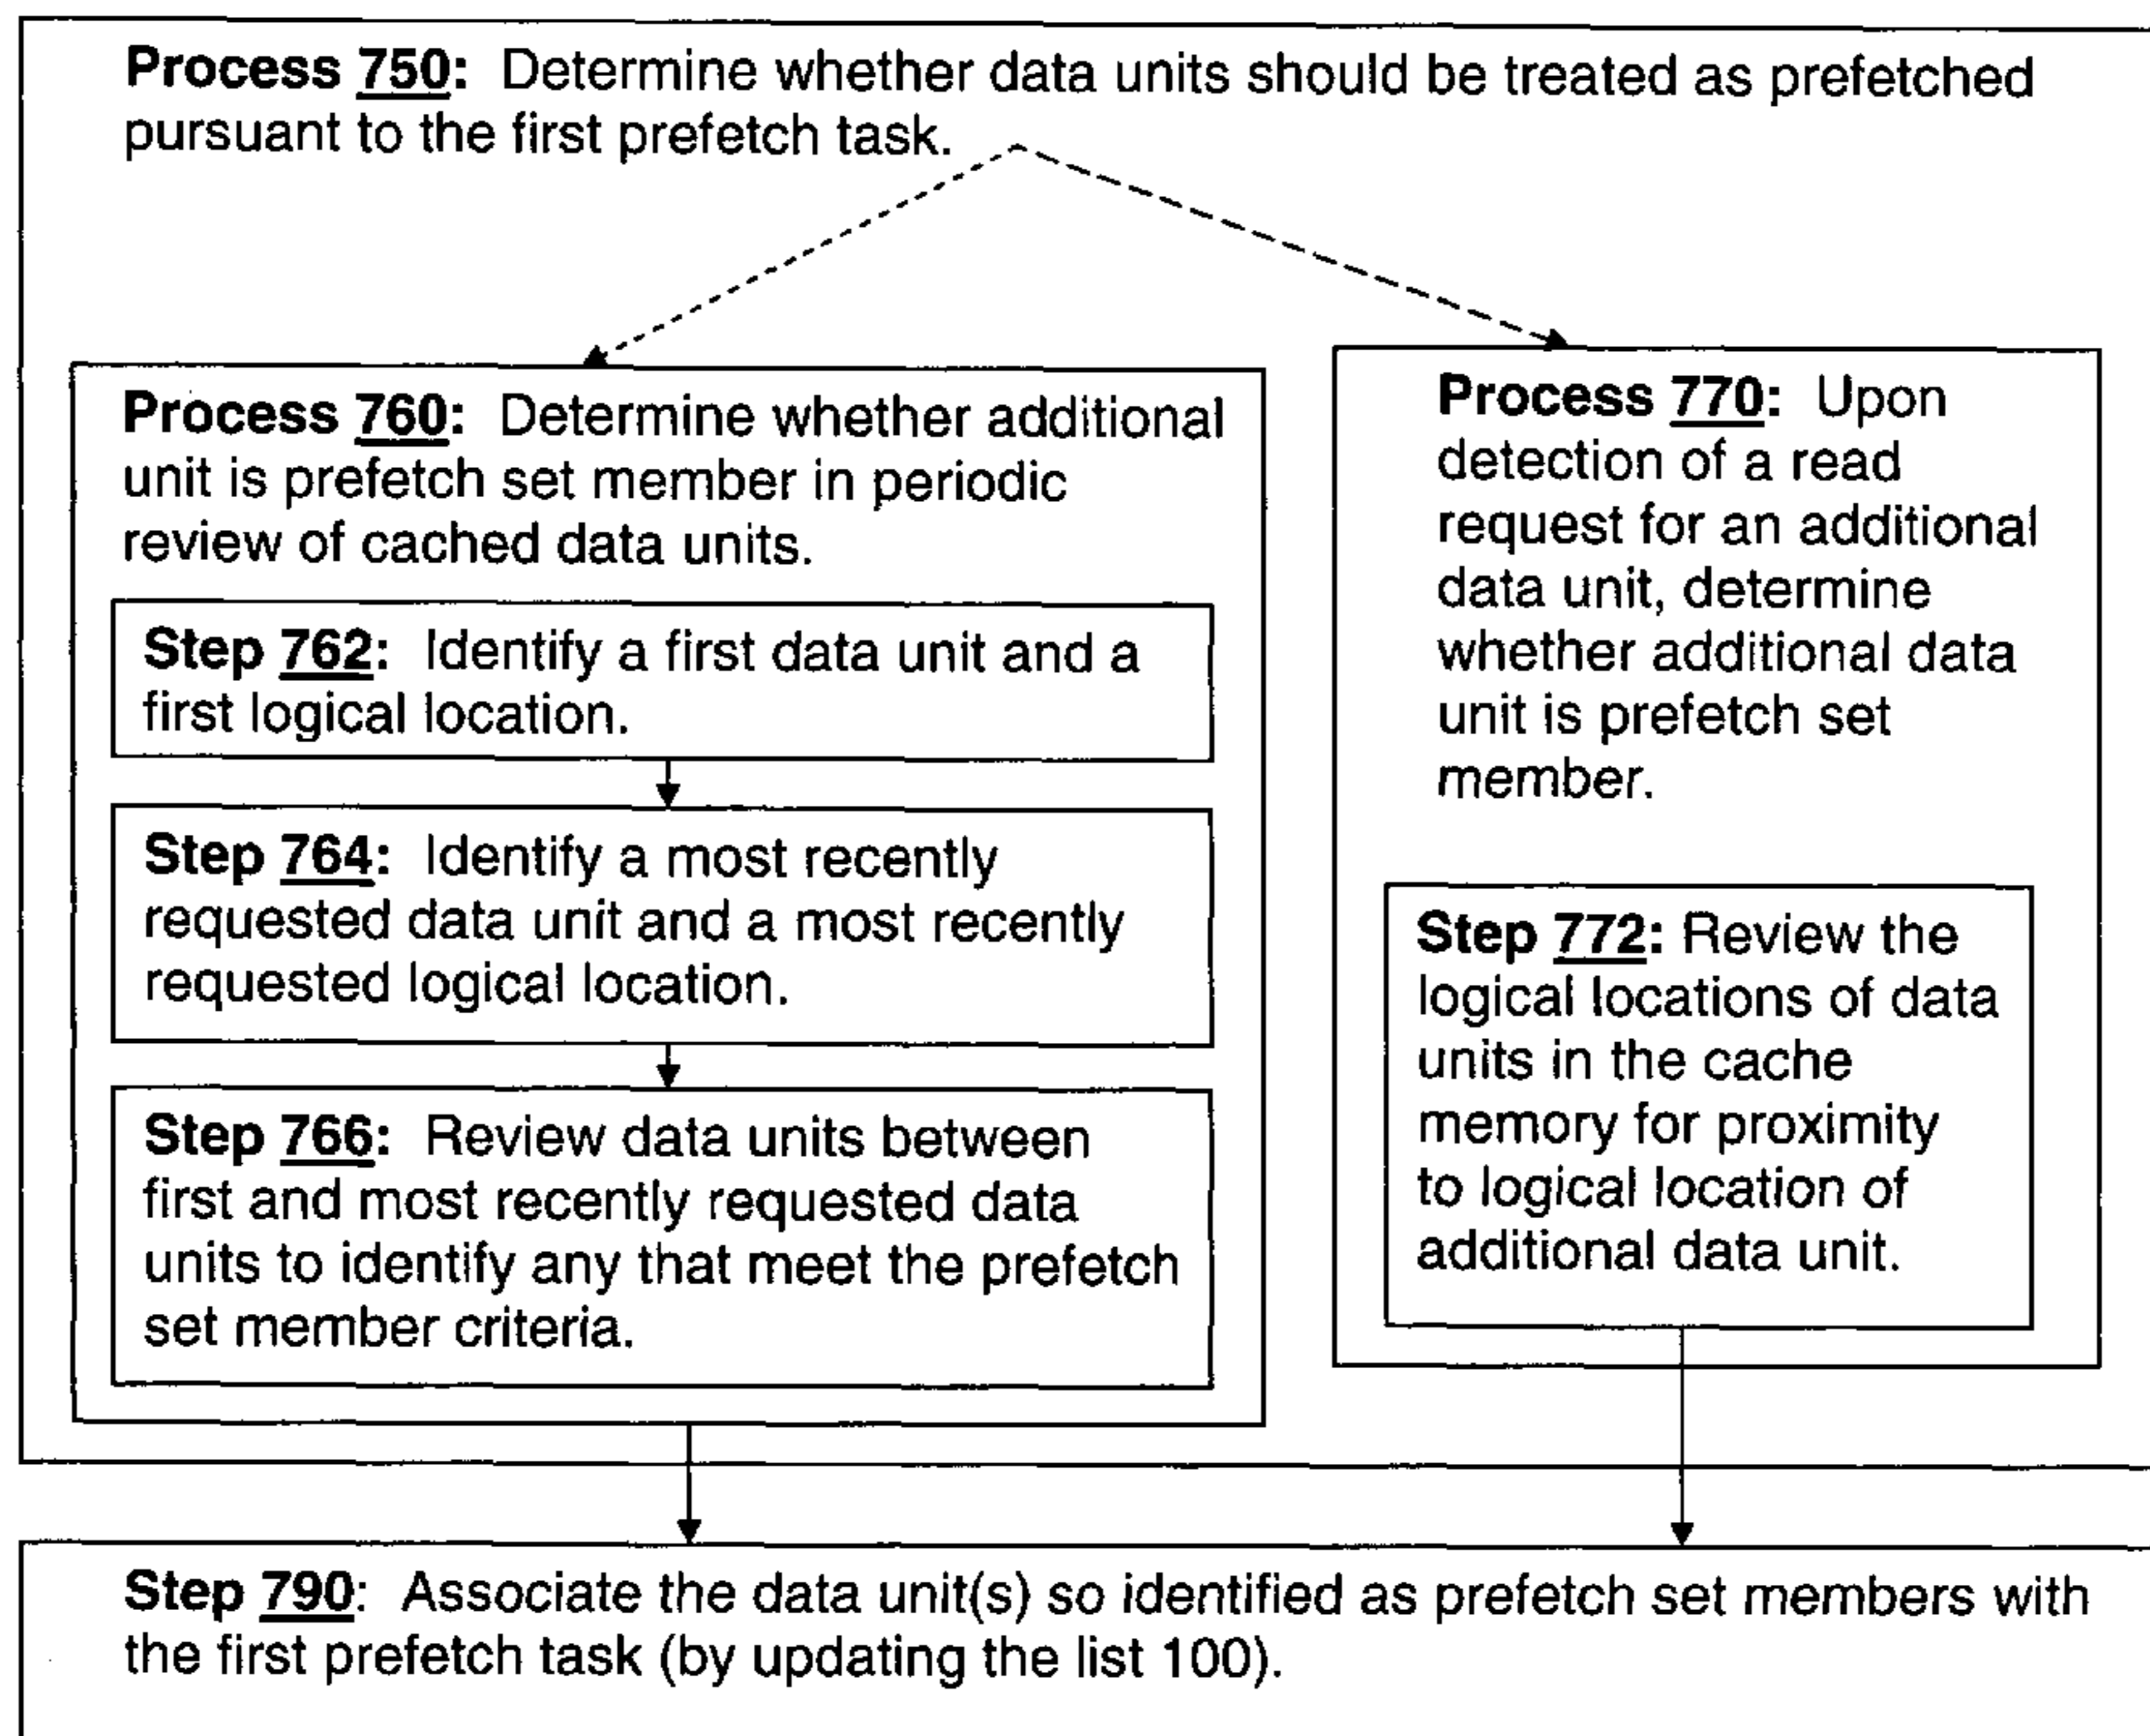 Process 750: Determine whether data units should be treated as prefetched
pursuant to the first prefetch task.
Process 760: Determine whether additional
unit is prefetch set member in periodic
review of cached data units.
Step 762: Identify a first data unit and a
first logical location.
Step 764: Identify a most recently
requested data unit and a most recently
requested logical location.
Step 766: Review data units between
first and most recently requested data
units to identify any that meet the prefetch
set member criteria.
Process 770: Upon
detection of a read
request for an additional
data unit, determine
whether additional data
unit is prefetch set
member.
Step 772: Review the
logical locations of data
units in the cache
memory for proximity
to logical location of
additional data unit.
Step 790: Associate the data unit(s) so identified as prefetch set members with
the first prefetch task (by updating the list 100).